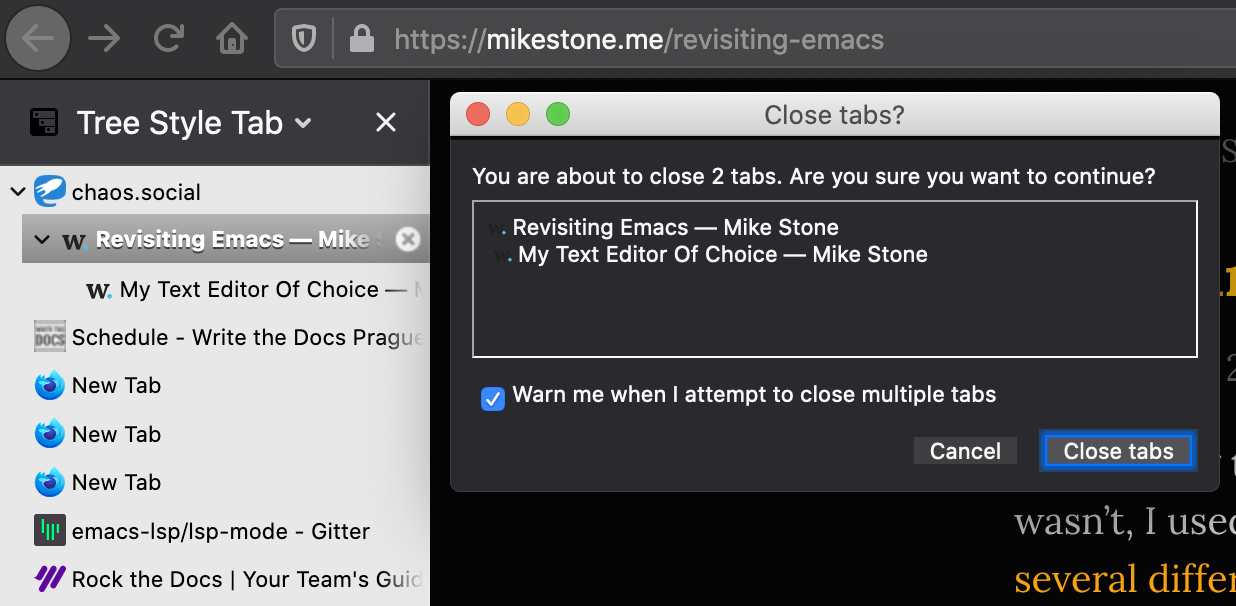 https://mikestone.me/revisiting-emacs
Tree Style Tab
chaos.social
w. Revisiting Emacs — Mike
w. My Text Editor Of Choice —
WRITE THE DOCS Schedule - Write the Docs Prague
New Tab
New Tab
New Tab
emacs-lsp/lsp-mode - Gitter
Rock the Docs | Your Team's Guid
Close tabs?
You are about to close 2 tabs. Are you sure you want to continue?
w. Revisiting Emacs — Mike Stone
w. My Text Editor Of Choice — Mike Stone
Warn me when I attempt to close multiple tabs
Cancel
Close tabs
wasn’t, I used
several differ